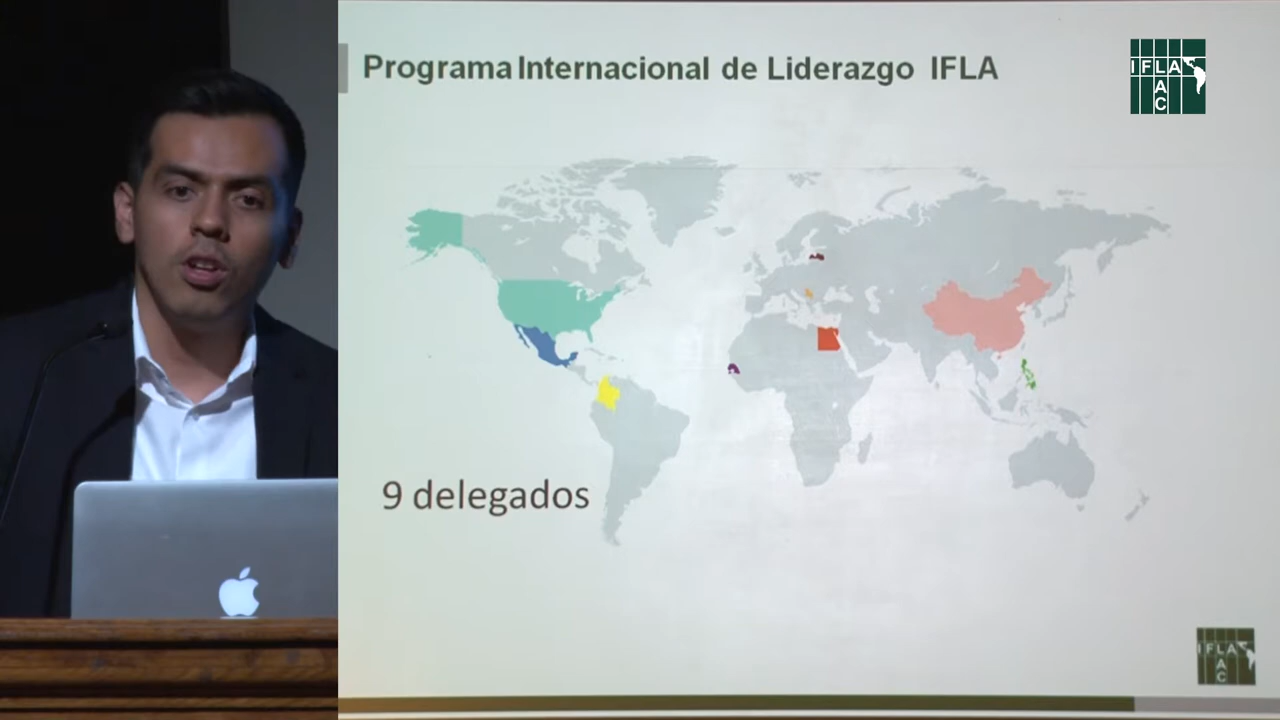 Programa Internacional de Liderazgo IFLA
IFLA
LAC
9 delegados
IFLA
LAC